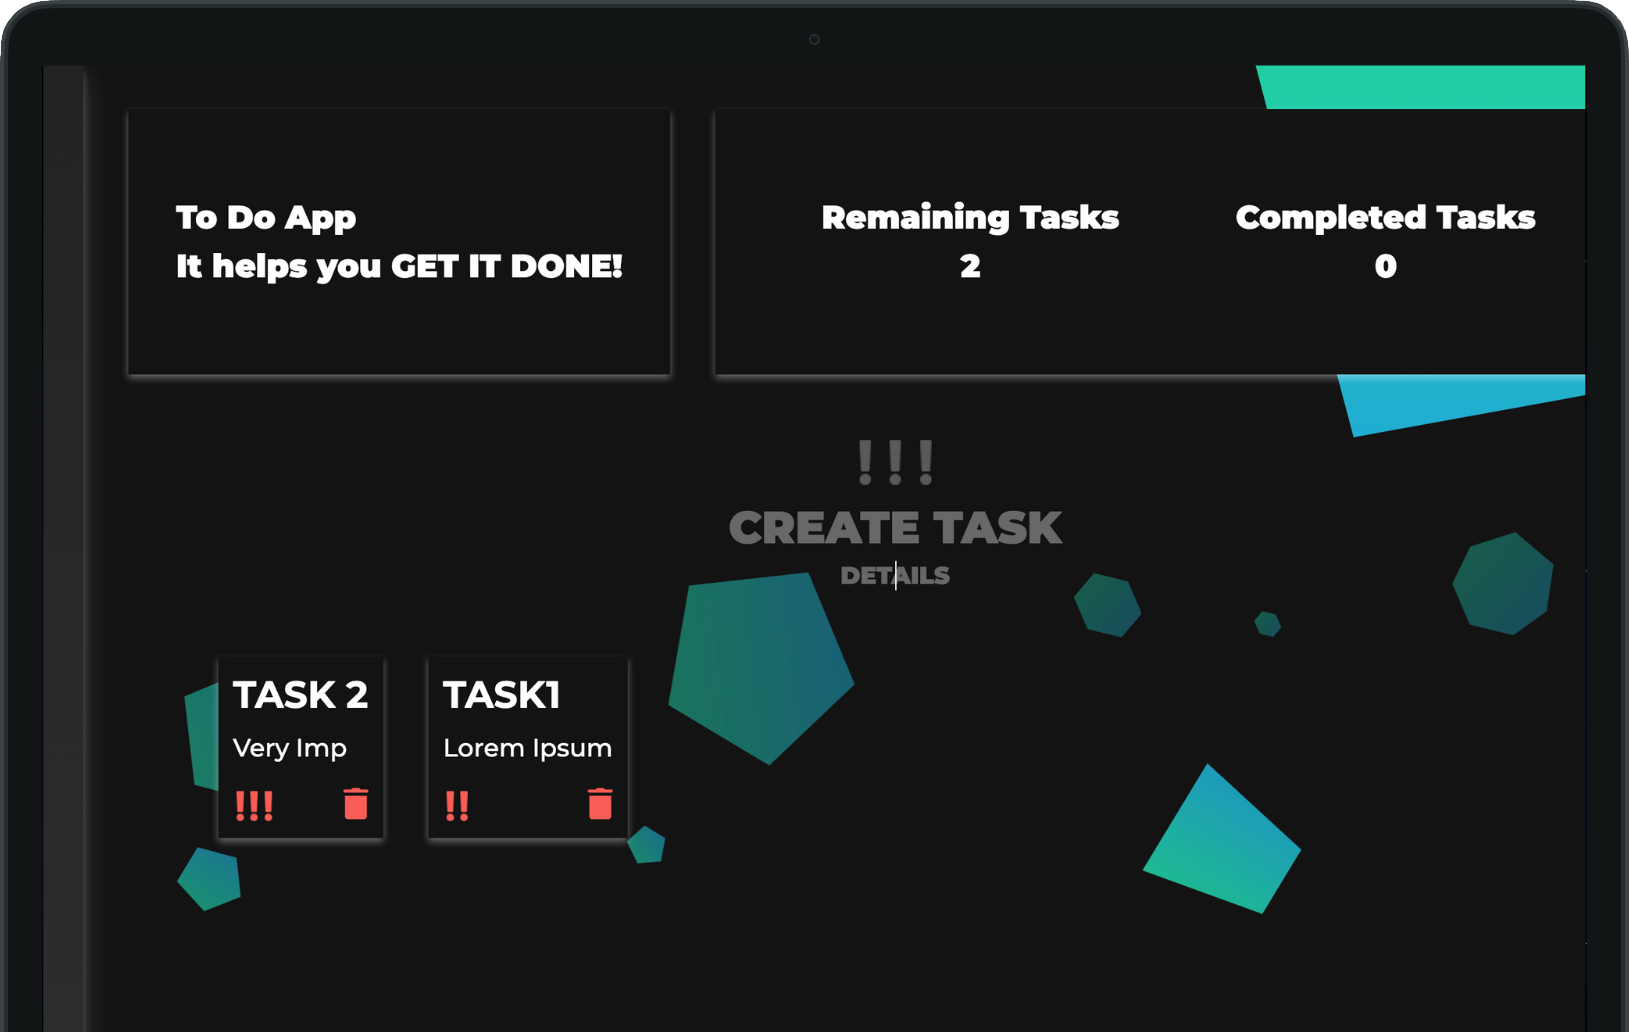 To Do App
It helps you GET IT DONE!
Remaining Tasks
2
Completed Tasks
0
!!!
CREATE TASK
DETAILS
TASK 2
Very Imp
!!!
TASK1
Lorem Ipsum
!!